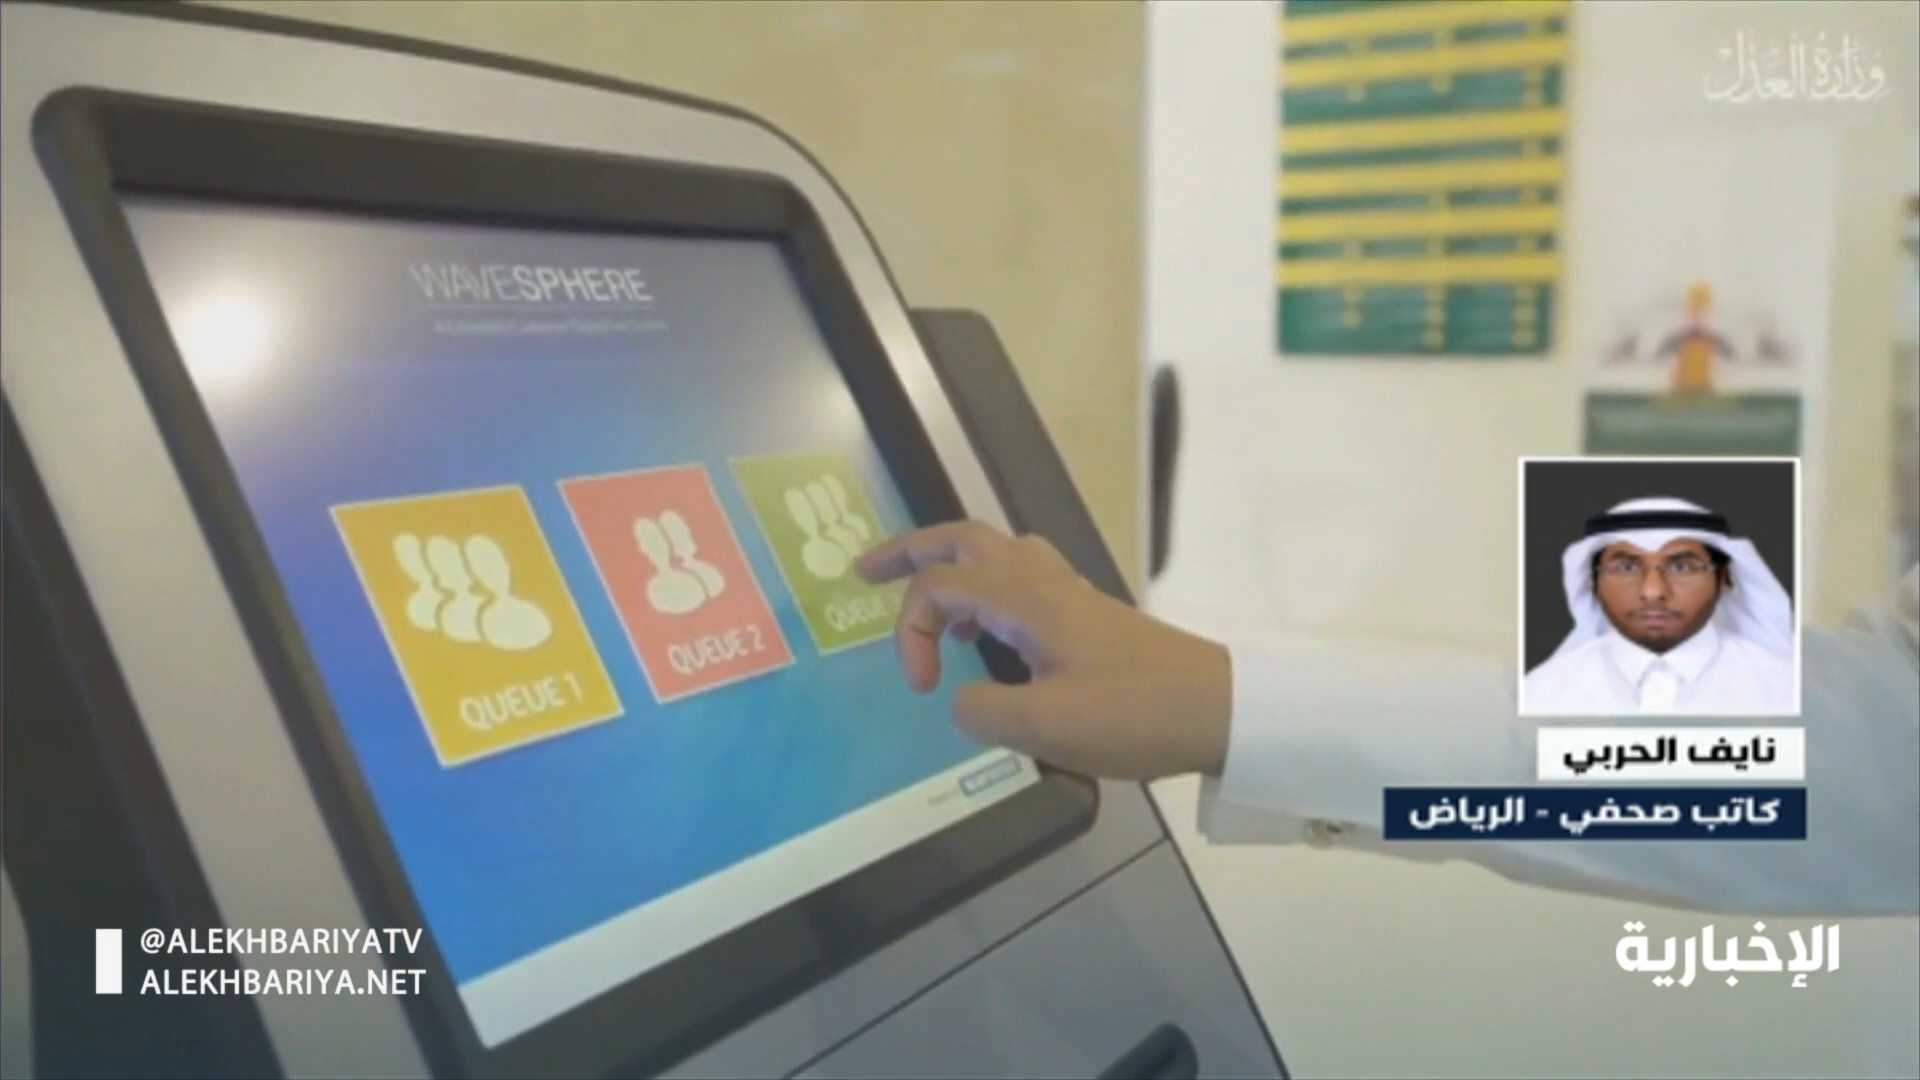 وزارة العدل
WAVESPHERE
QUEUE 1
QUEUE 2
QUEUE
نايف الحربي
كاتب صحفي - الرياض
@ALEKHBARIYATV
ALEKHBARIYA.NET
الإخبارية